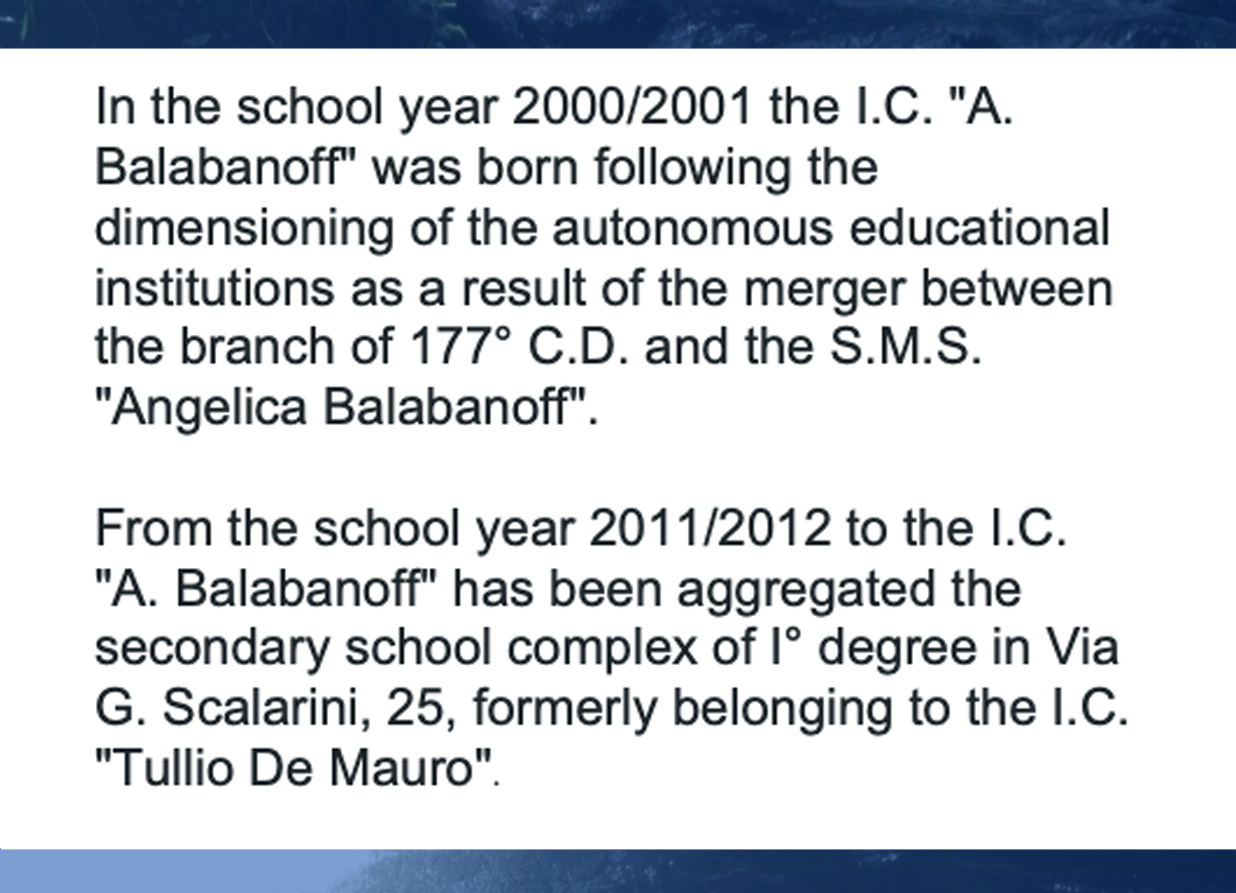 In the school year 2000/2001 the I.C. "A.
Balabanoff" was born following the
dimensioning of the autonomous educational
institutions as a result of the merger between
the branch of 177° C.D. and the S.M.S.
"Angelica Balabanoff".
From the school year 2011/2012 to the I.C.
"A. Balabanoff" has been aggregated the
secondary school complex of I° degree in Via
G. Scalarini, 25, formerly belonging to the I.C.
"Tullio De Mauro".